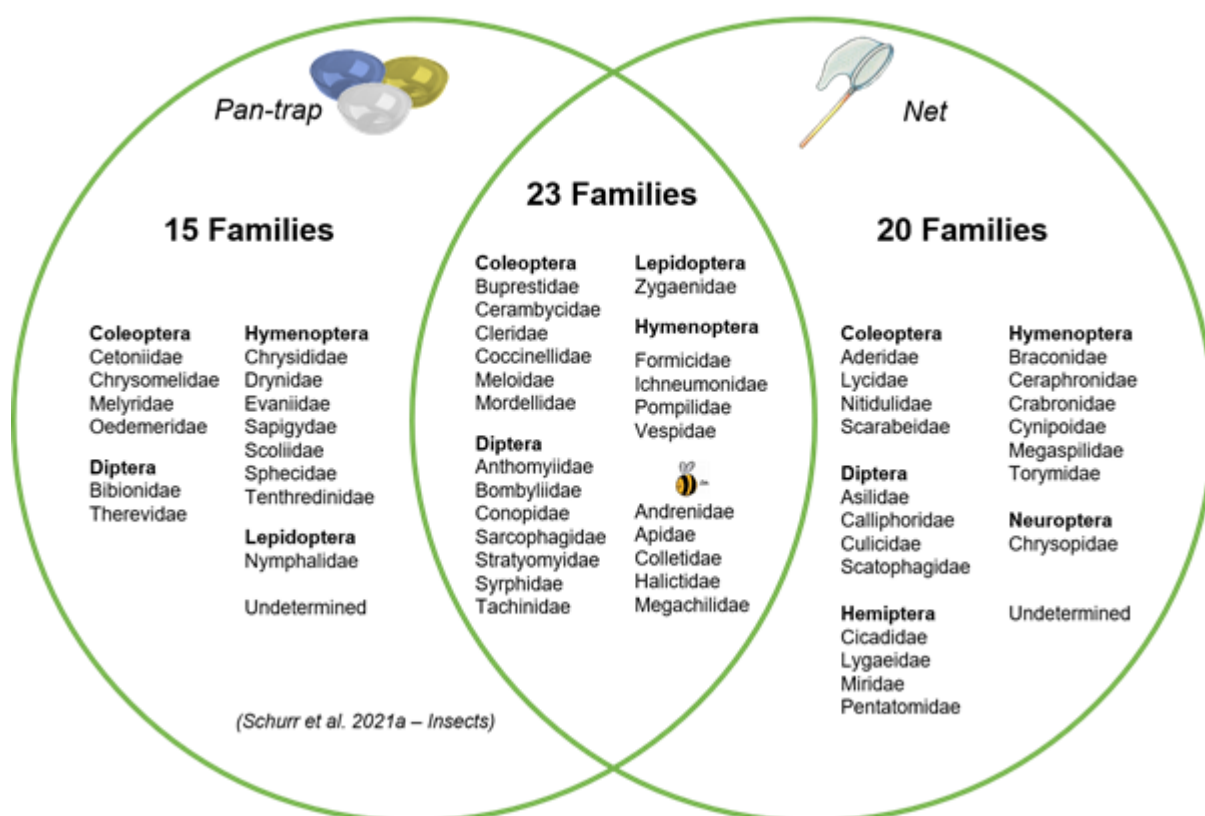 Pan-trap
Net
15 Families
23 Families
20 Families
Coleoptera
Cetoniidae
Chrysomelidae
Melyridae
Oedemeridae
Diptera
Bibionidae
Therevidae
Hymenoptera
Chrysididae
Drynidae
Evaniidae
Sapigydae
Scoliidae
Sphecidae
Tenthredinidae
Lepidoptera
Nymphalidae
Undetermined
Coleoptera
Buprestidae
Cerambycidae
Cleridae
Coccinellidae
Meloidae
Mordellidae
Diptera
Anthomyiidae
Bombyliidae
Conopidae
Sarcophagidae
Stratyomyidae
Syrphidae
Tachinidae
Lepidoptera
Zygaenidae
Hymenoptera
Formicidae
Ichneumonidae
Pompilidae
Vespidae
Andrenidae
Apidae
Colletidae
Halictidae
Megachilidae
Coleoptera
Aderidae
Lycidae
Nitidulidae
Scarabeidae
Diptera
Asilidae
Calliphoridae
Culicidae
Scatophagidae
Hemiptera
Cicadidae
Lygaeidae
Miridae
Pentatomidae
Hymenoptera
Braconidae
Ceraphronidae
Crabronidae
Cynipoidae
Megaspilidae
Torymidae
Neuroptera
Chrysopidae
Undetermined
(Schurr et al. 2021a – Insects)